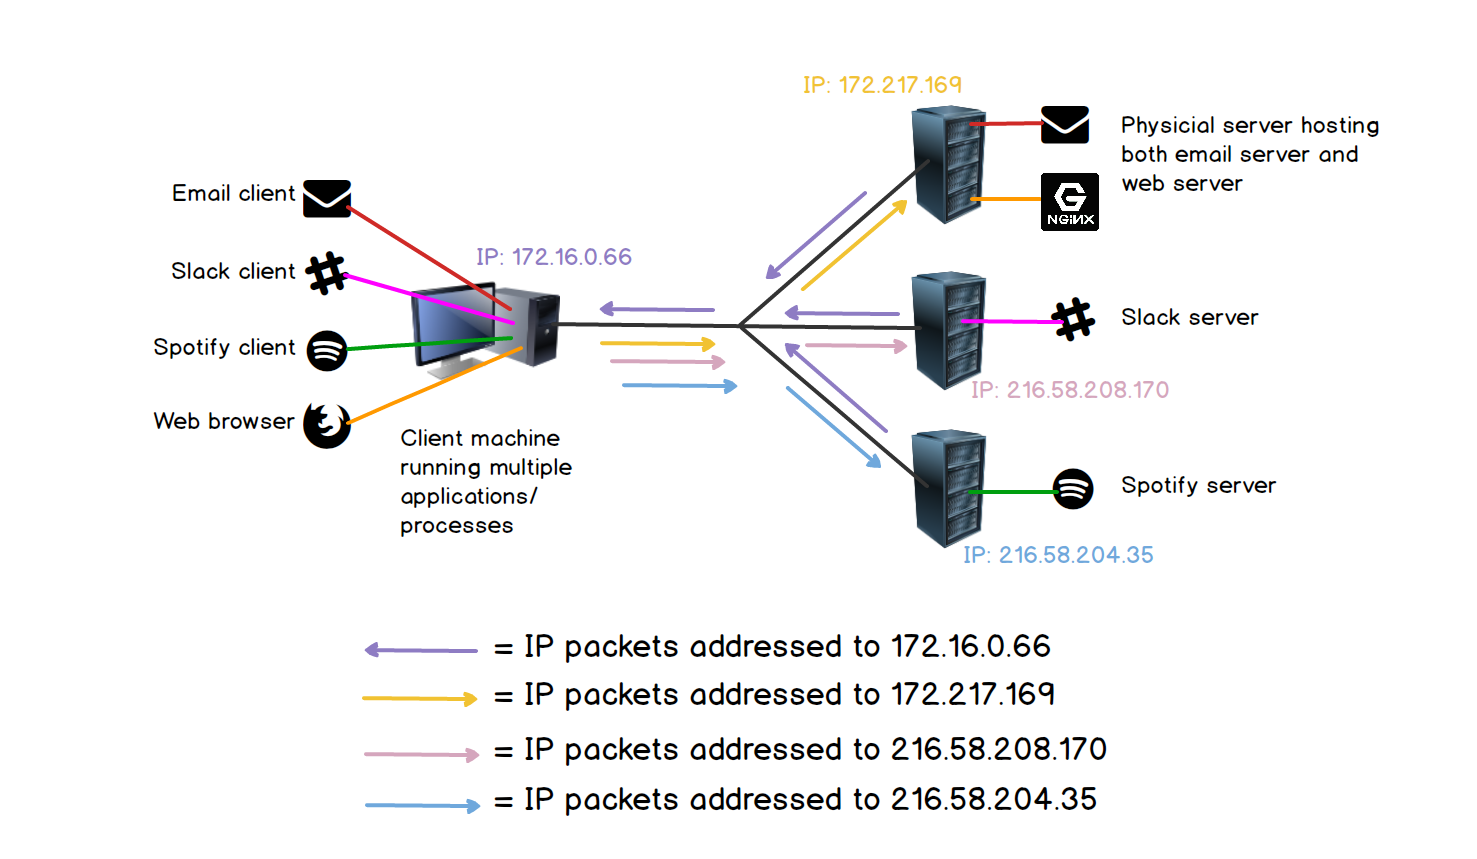 IP: 172.217.169
Physicial server hosting
both email server and
web server
NGiNX
Email client
Slack client
Spotify client
Web browser
IP: 172.16.0.66
Client machine
running multiple
applications/
processes
Slack server
IP: 216.58.208.170
Spotify server
IP: 216.58.204.35
= IP packets addressed to 172.16.0.66
= IP packets addressed to 172.217.169
= IP packets addressed to 216.58.208.170
= IP packets addressed to 216.58.204.35